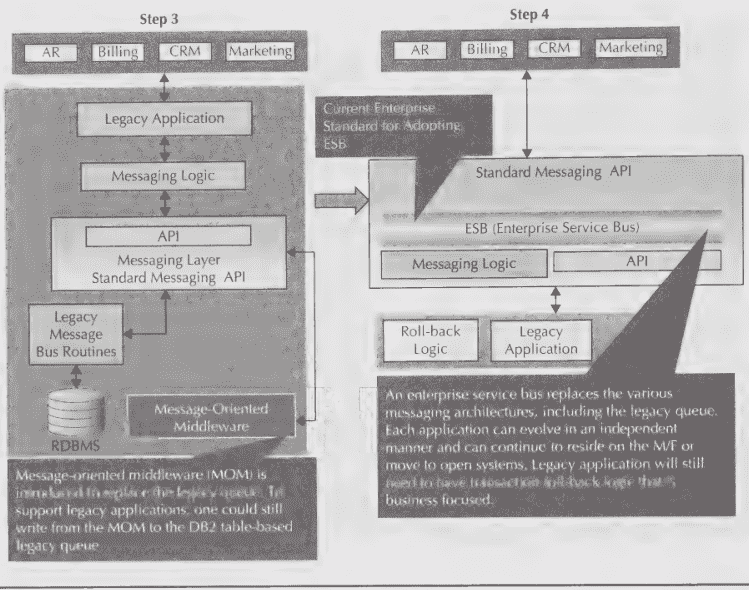 Step 3
AR
Billing
CRM
Marketing
Legacy Application
Messaging Logic
API
Messaging Layer
Standard Messaging API
Legacy
Message
Bus Routines
RDBMS
Message-Oriented
Middleware
Message-oriented middleware (MOM) is
introduced to replace the legacy queue. To
support legacy applications, one could still
write from the MOM to the DB2 table-based
legacy queue
Step 4
AR
Billing
CRM
Marketing
Current Enterprise
Standard for Adopting
ESB
Standard Messaging API
ESB (Enterprise Service Bus)
Messaging Logic
API
Roll-back
Logic
Legacy
Application
An enterprise service bus replaces the various
messaging architectures, including the legacy queue.
Each application can evolve in an independent
manner and can continue to reside on the M/F or
move to open systems. Legacy application will still
need to have transaction roll-back logic that is
business focused.